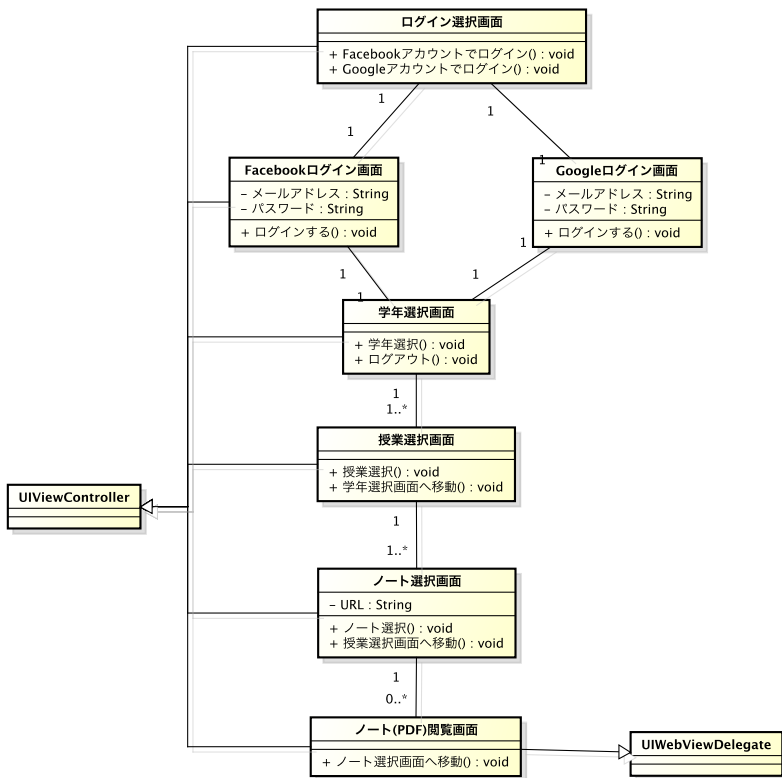 ログイン選択画面
+ Facebookアカウントでログイン() : void
+ Googleアカウントでログイン() : void
1
1
1
1
Facebookログイン画面
– メールアドレス : String
– パスワード : String
+ ログインする() : void
Googleログイン画面
– メールアドレス : String
– パスワード : String
+ ログインする() : void
1
1
1
1
学年選択画面
+ 学年選択() : void
+ ログアウト() : void
1
1..*
授業選択画面
+ 授業選択() : void
+ 学年選択画面へ移動() : void
UIViewController
1
1..*
ノート選択画面
– URL : String
+ ノート選択() : void
+ 授業選択画面へ移動() : void
1
0..*
ノート(PDF)閲覧画面
+ ノート選択画面へ移動() : void
UIWebViewDelegate